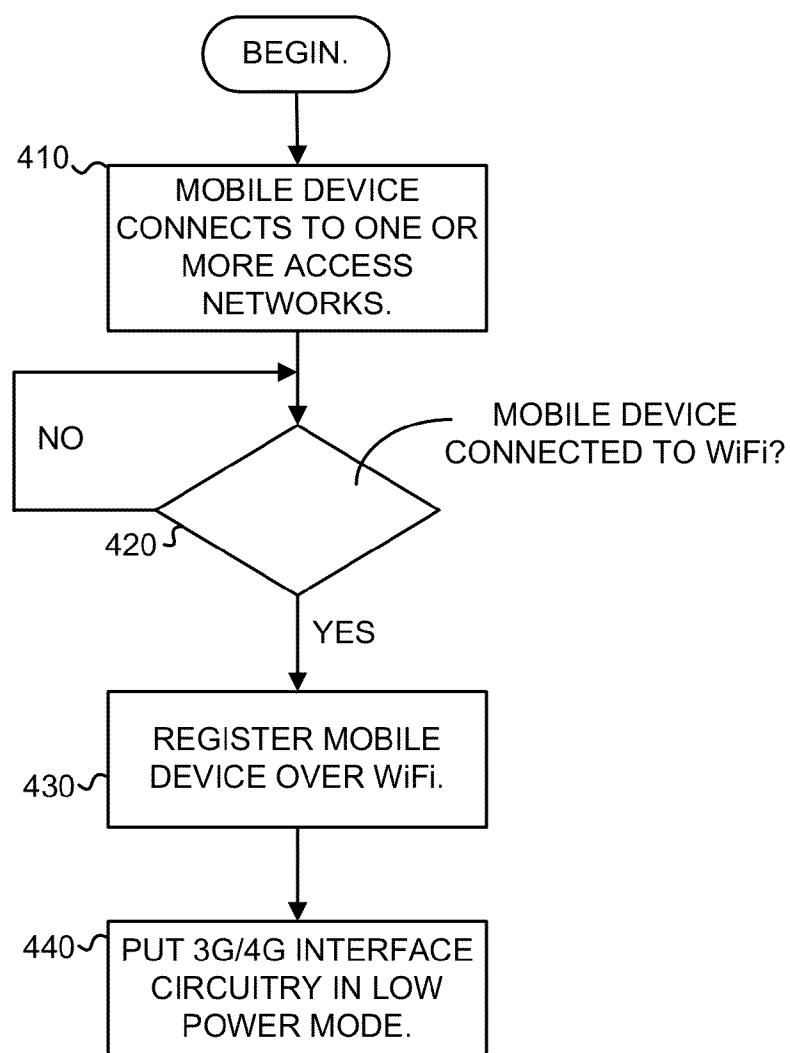 BEGIN.
410
MOBILE DEVICE
CONNECTS TO ONE OR
MORE ACCESS
NETWORKS.
NO
MOBILE DEVICE
CONNECTED TO WiFi?
420
YES
REGISTER MOBILE
DEVICE OVER WiFi.
430
440
PUT 3G/4G INTERFACE
CIRCUITRY IN LOW
POWER MODE.